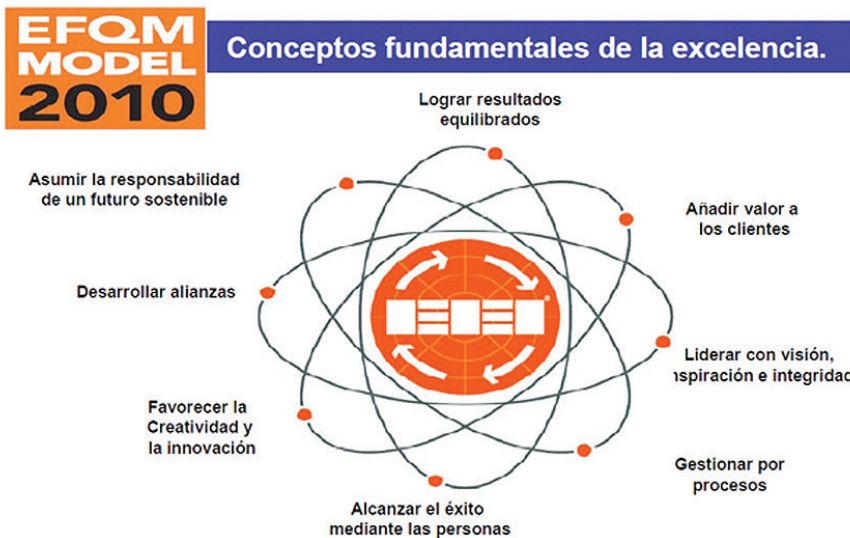 EFQM
MODEL
2010
Conceptos fundamentales de la excelencia.
Lograr resultados
equilibrados
Añadir valor a
los clientes
Liderar con visión,
nspiración e integridad
Gestionar por
procesos
Alcanzar el éxito
mediante las personas
Favorecer la
Creatividad y
la innovación
Desarrollar alianzas
Asumir la responsabilidad
de un futuro sostenible
®